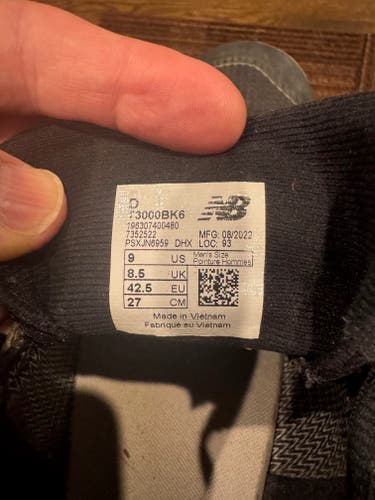 D
T3000BK6
NB
196307400480
7352522 MFG: 08/2022
PSXJN6959 DHX LOC: 93
9 US Men's Size
Pointure Hommes
8.5 UK
42.5 EU
27 CM
Made in Vietnam
Fabriqué au Vietnam